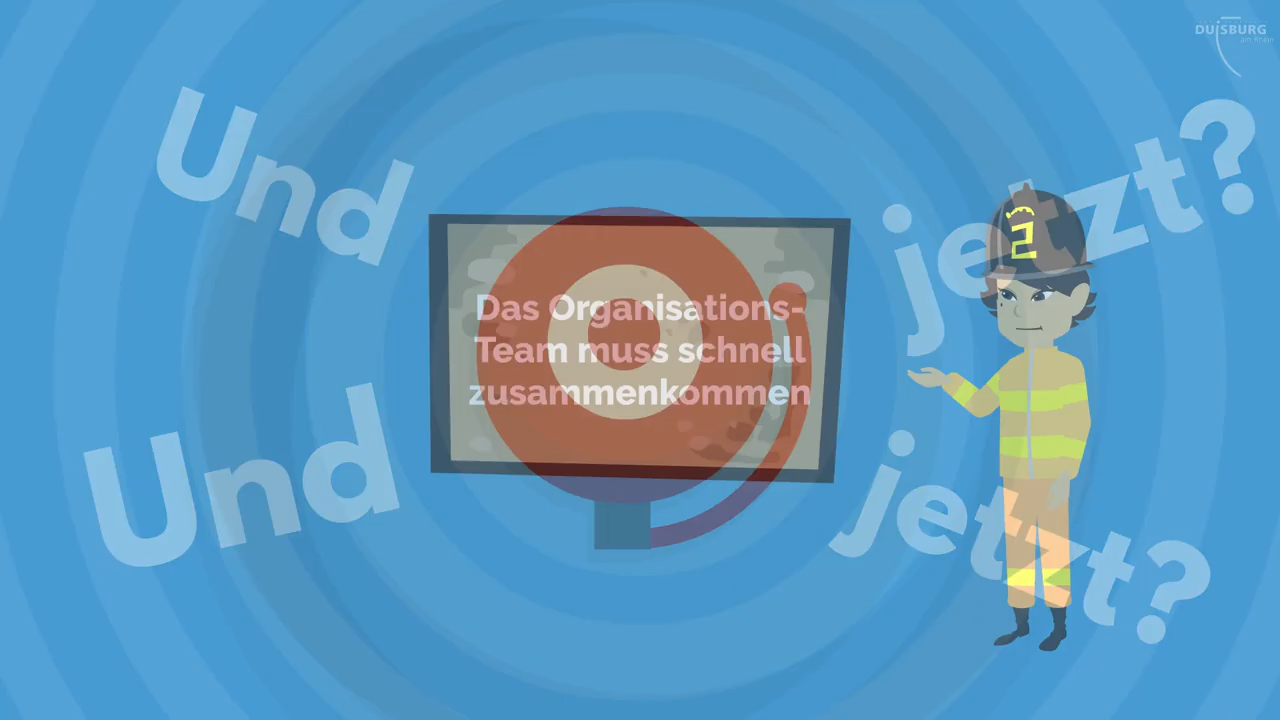 DUISBURG
am Rhein
Und jetzt?
2
Das Organisations-
Team muss schnell
zusammenkommen
Und jetzt?